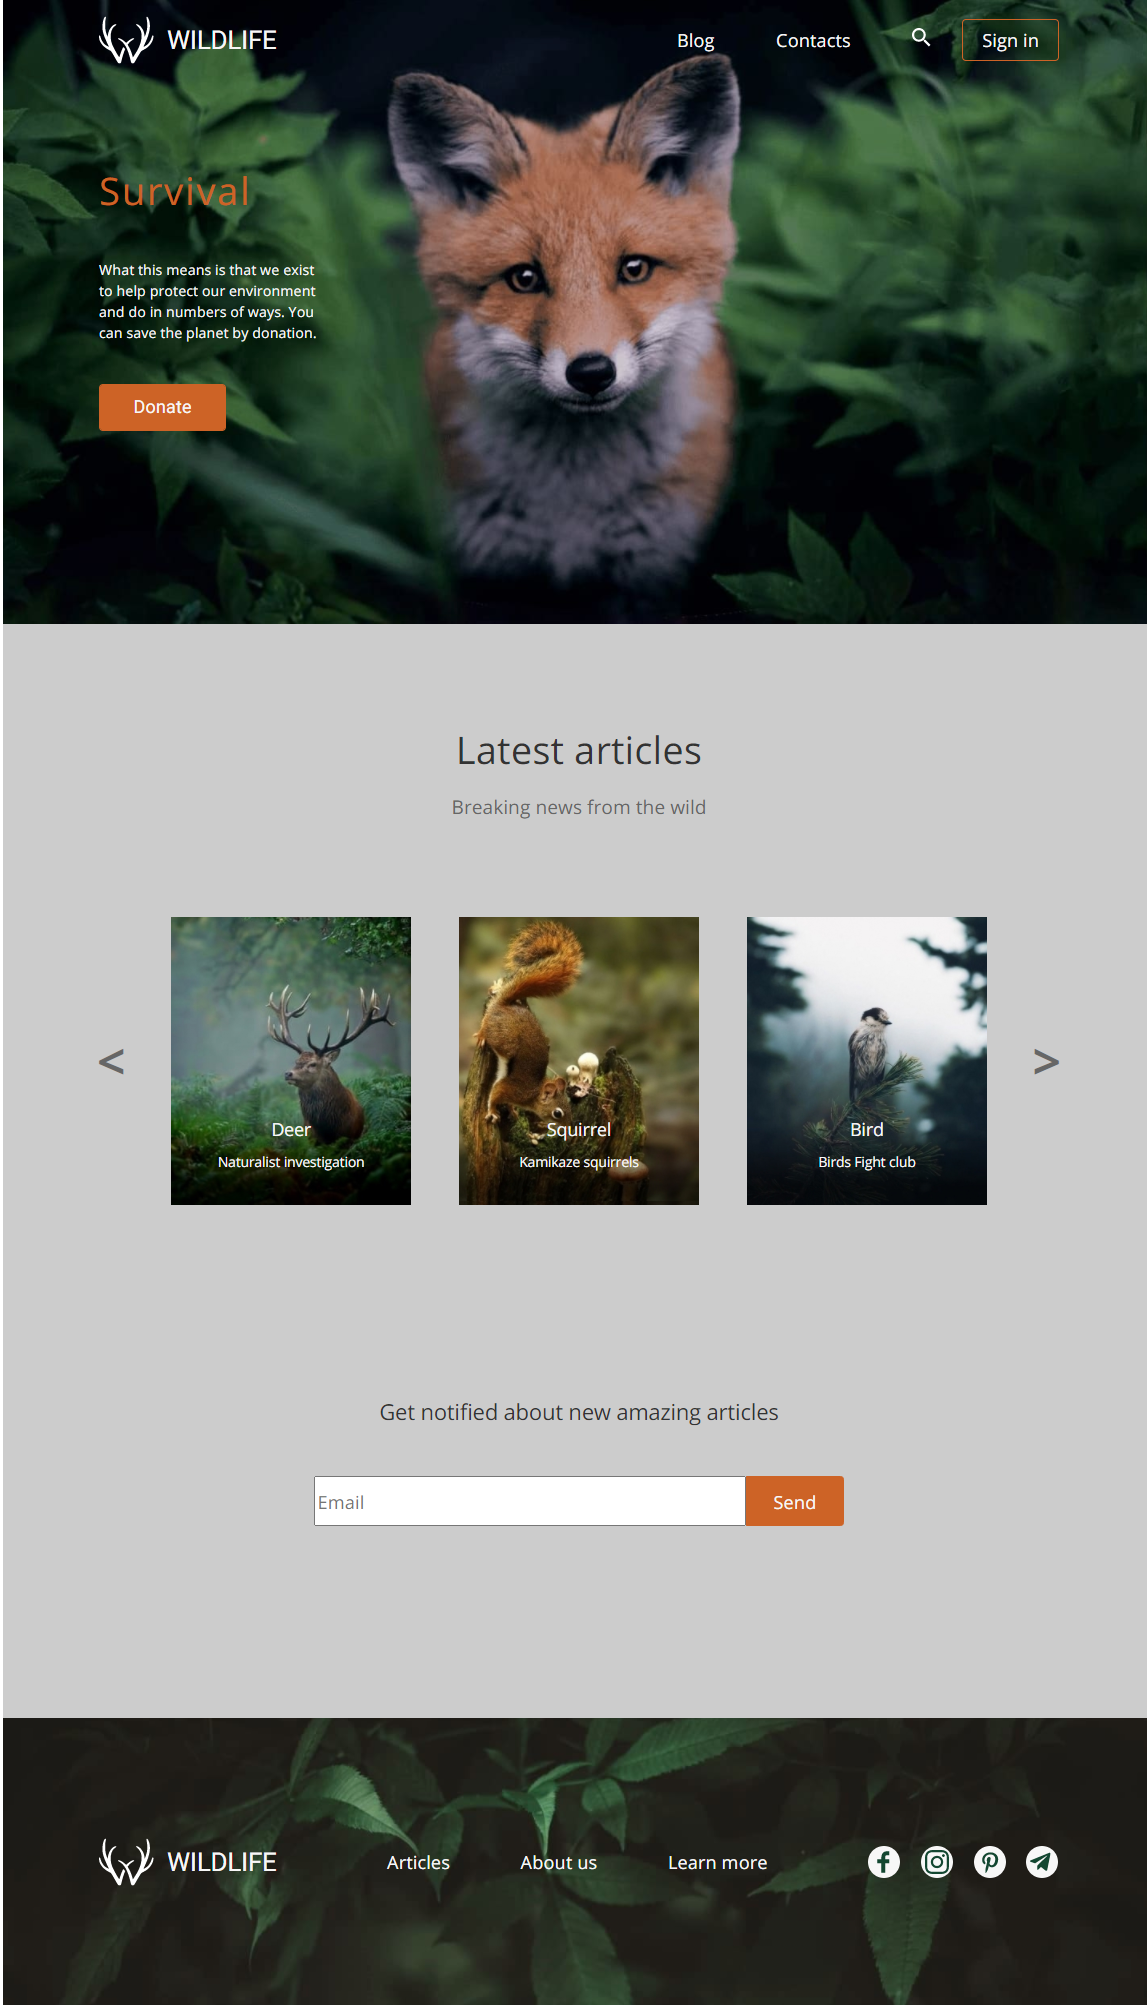 WILDLIFE
Blog
Contacts
Sign in
Survival
What this means is that we exist
to help protect our environment
and do in numbers of ways. You
can save the planet by donation.
Donate
Latest articles
Breaking news from the wild
<
>
Deer
Naturalist investigation
Squirrel
Kamikaze squirrels
Bird
Birds Fight club
Get notified about new amazing articles
Email
Send
WILDLIFE
Articles
About us
Learn more